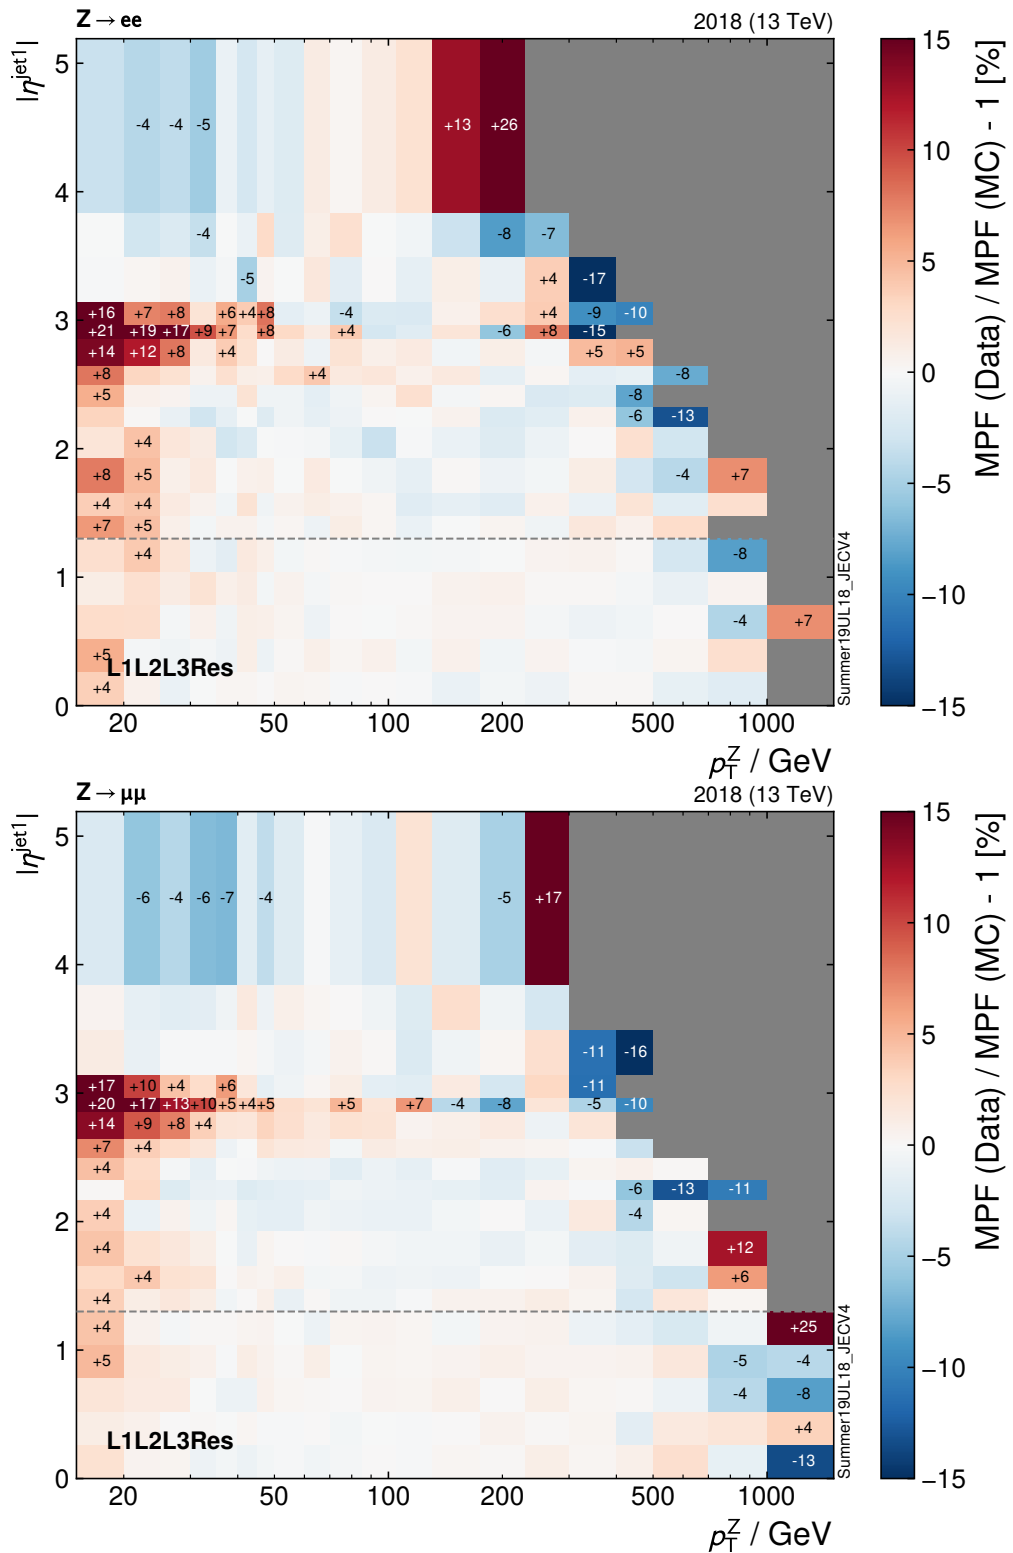 Z → ee 2018 (13 TeV)
|η^jet1|
5
-4 -4 -5 +13 +26
4
-4 -8 -7
-5 +4 -17
3
+16 +7 +8 +6 +4 +8 -4 +4 -9 -10
+21 +19 +17 +9 +7 +8 +4 -6 +8 -15
+14 +12 +8 +4 +5 +5
+8 +4 -8
+5 -8
-6 -13
2
+4
+8 +5 -4 +7
+4 +4
+7 +5
+4 -8
1
-4 +7
+5
L1L2L3Res
+4
0
20 50 100 200 500 1000
p_T^Z / GeV
Summer19UL18_JECV4
15
10
5
0
−5
−10
−15
MPF (Data) / MPF (MC) - 1 [%]
Z → μμ 2018 (13 TeV)
|η^jet1|
5
-6 -4 -6 -7 -4 -5 +17
4
-11 -16
3
+17 +10 +4 +6 -11
+20 +17 +13 +10 +5 +4 +5 +5 +7 -4 -8 -5 -10
+14 +9 +8 +4
+7 +4
+4
-6 -13 -11
2
+4 -4
+4 +12
+4 +6
+4
+4 +25
1
+5 -5 -4
-4 -8
+4
L1L2L3Res
-13
0
20 50 100 200 500 1000
p_T^Z / GeV
Summer19UL18_JECV4
15
10
5
0
−5
−10
−15
MPF (Data) / MPF (MC) - 1 [%]